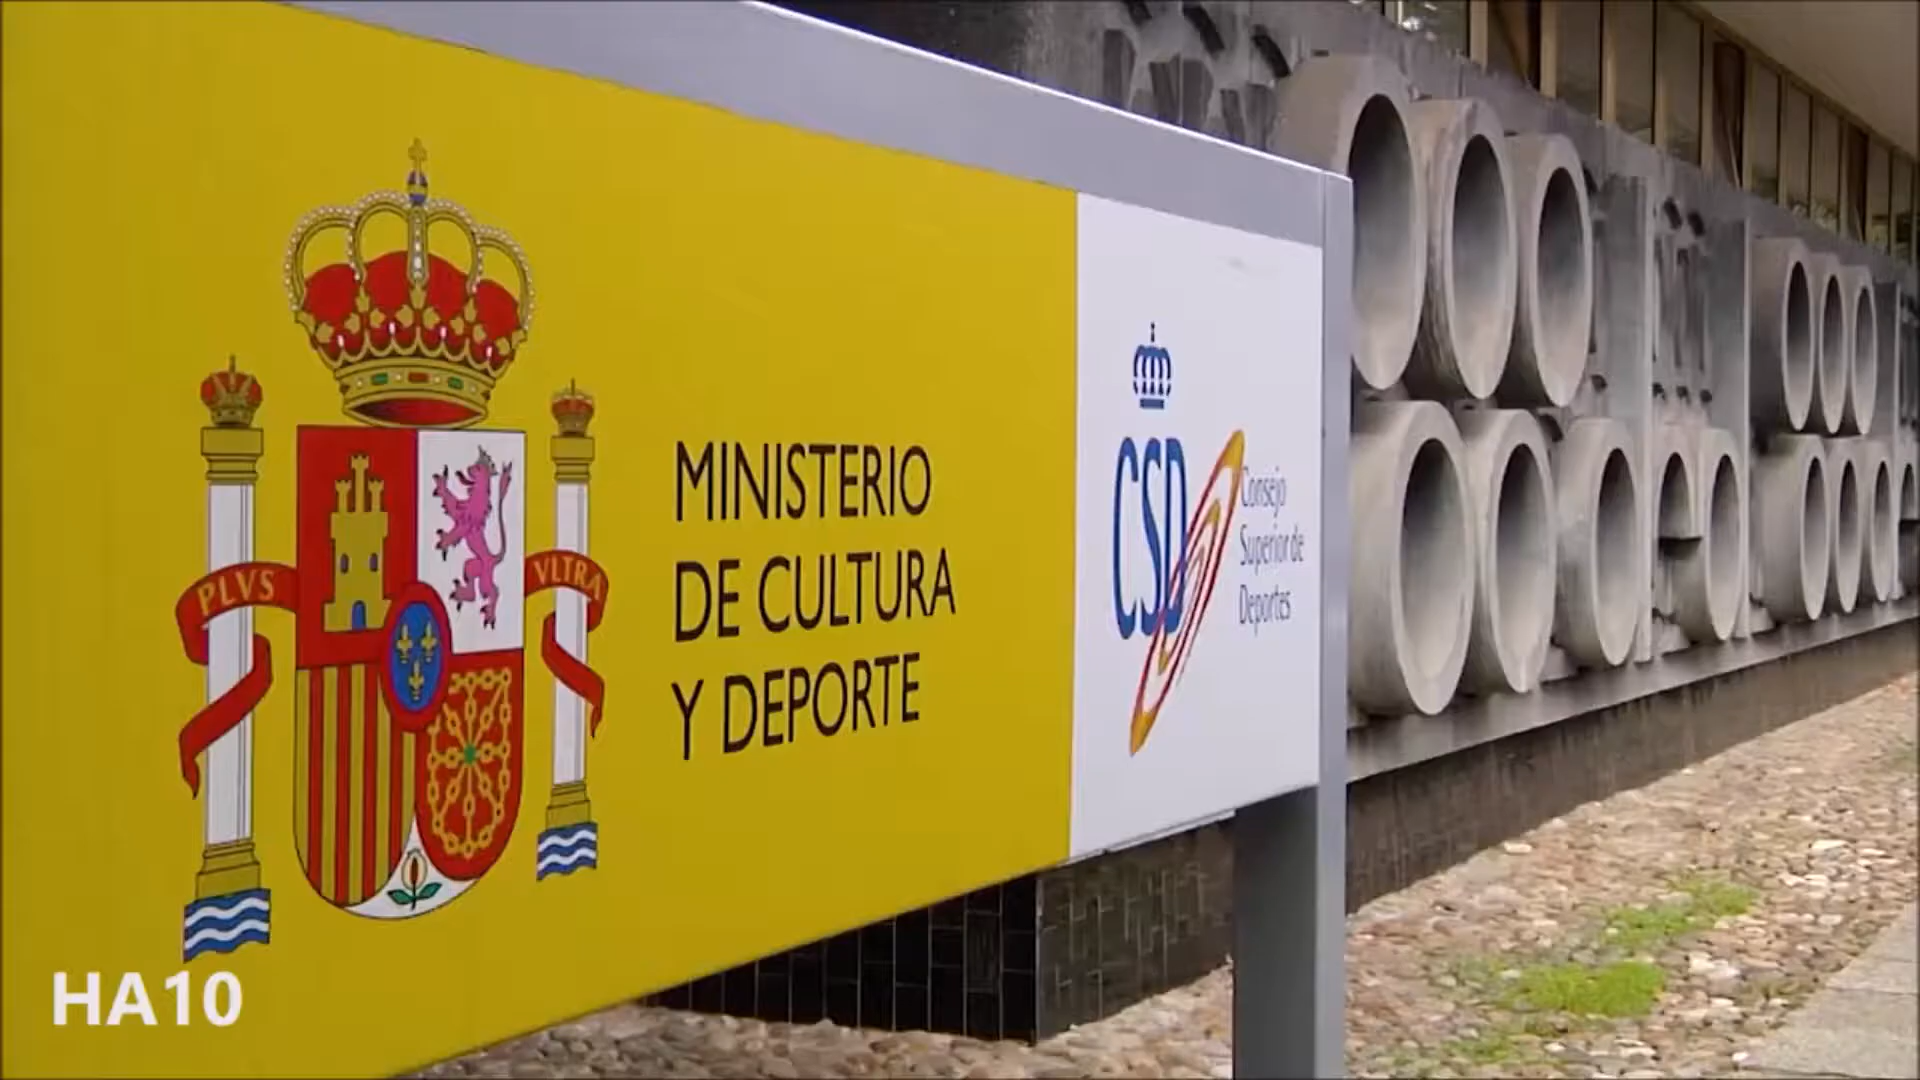 PLVS
VLTRA
MINISTERIO
DE CULTURA
Y DEPORTE
CSD
Consejo
Superior de
Deportes
HA10